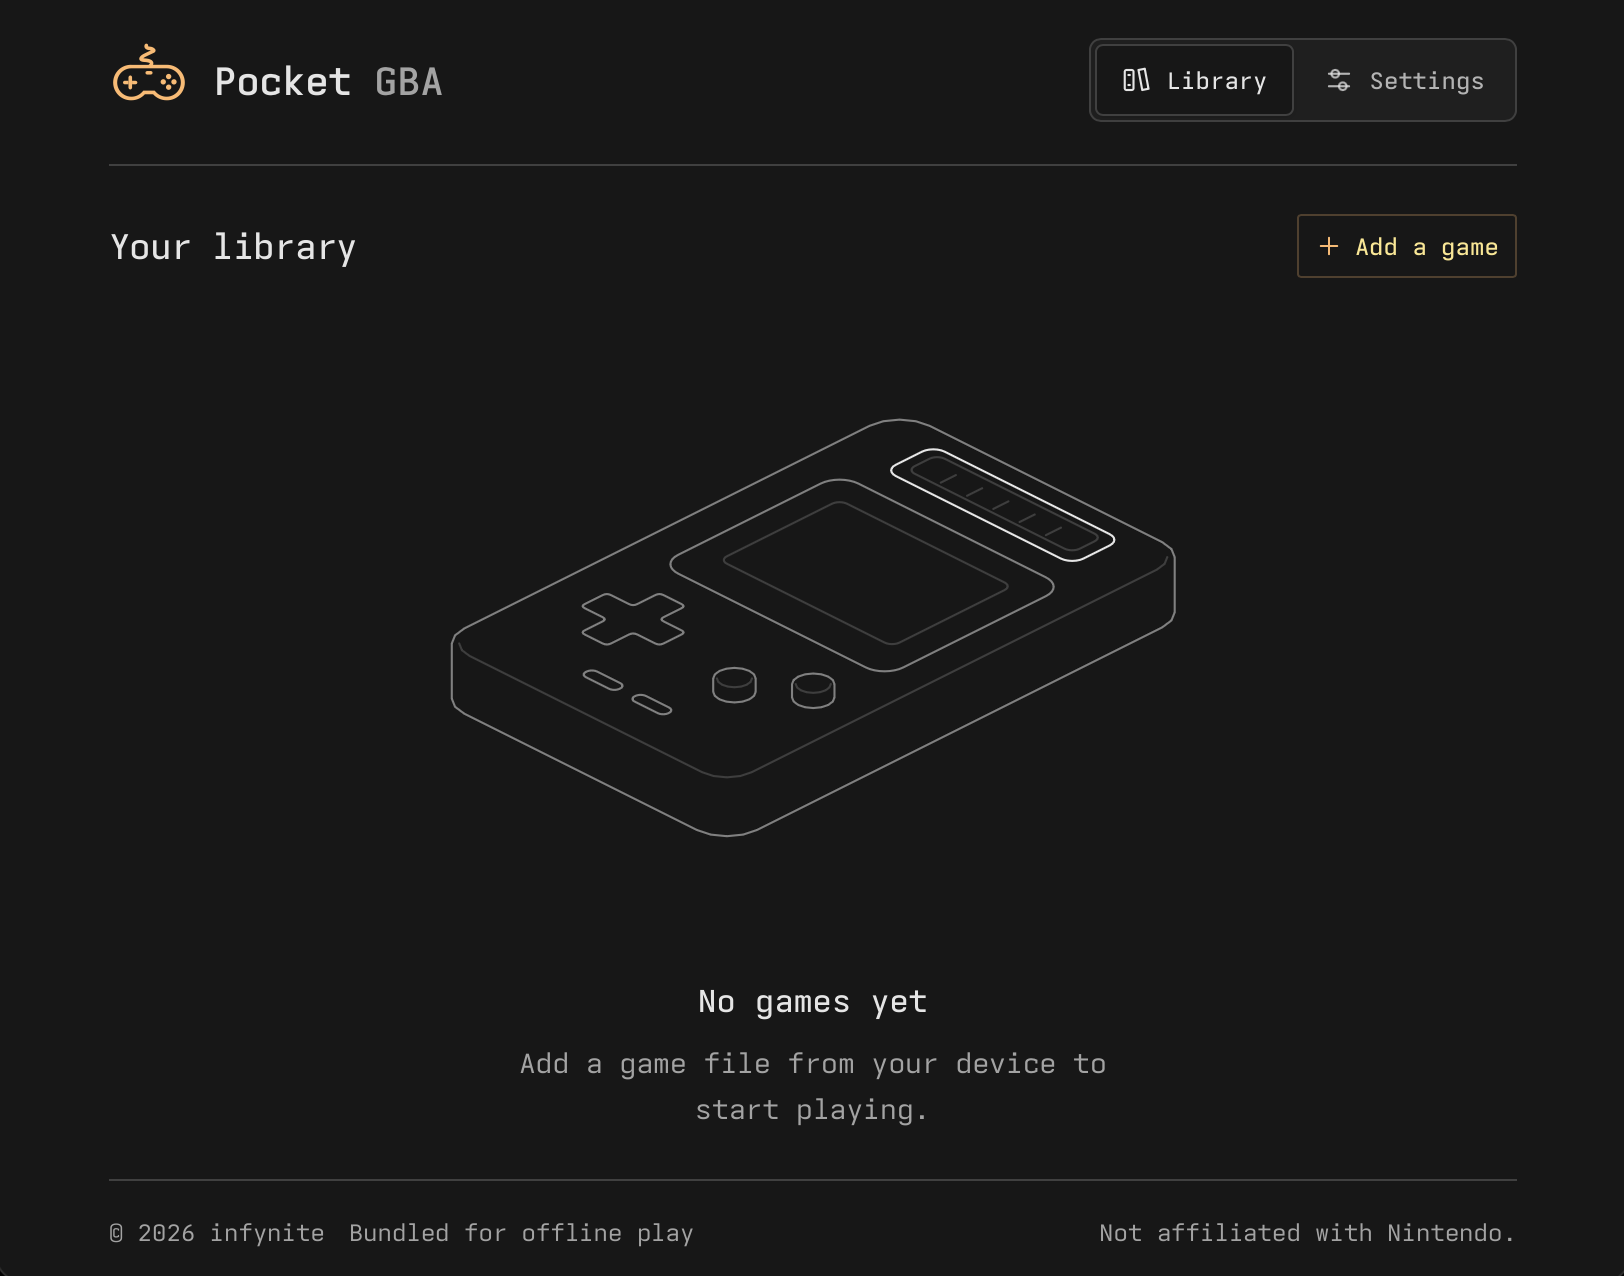 Pocket GBA
Library
Settings
Your library
+ Add a game
No games yet
Add a game file from your device to
start playing.
© 2026 infynite Bundled for offline play
Not affiliated with Nintendo.